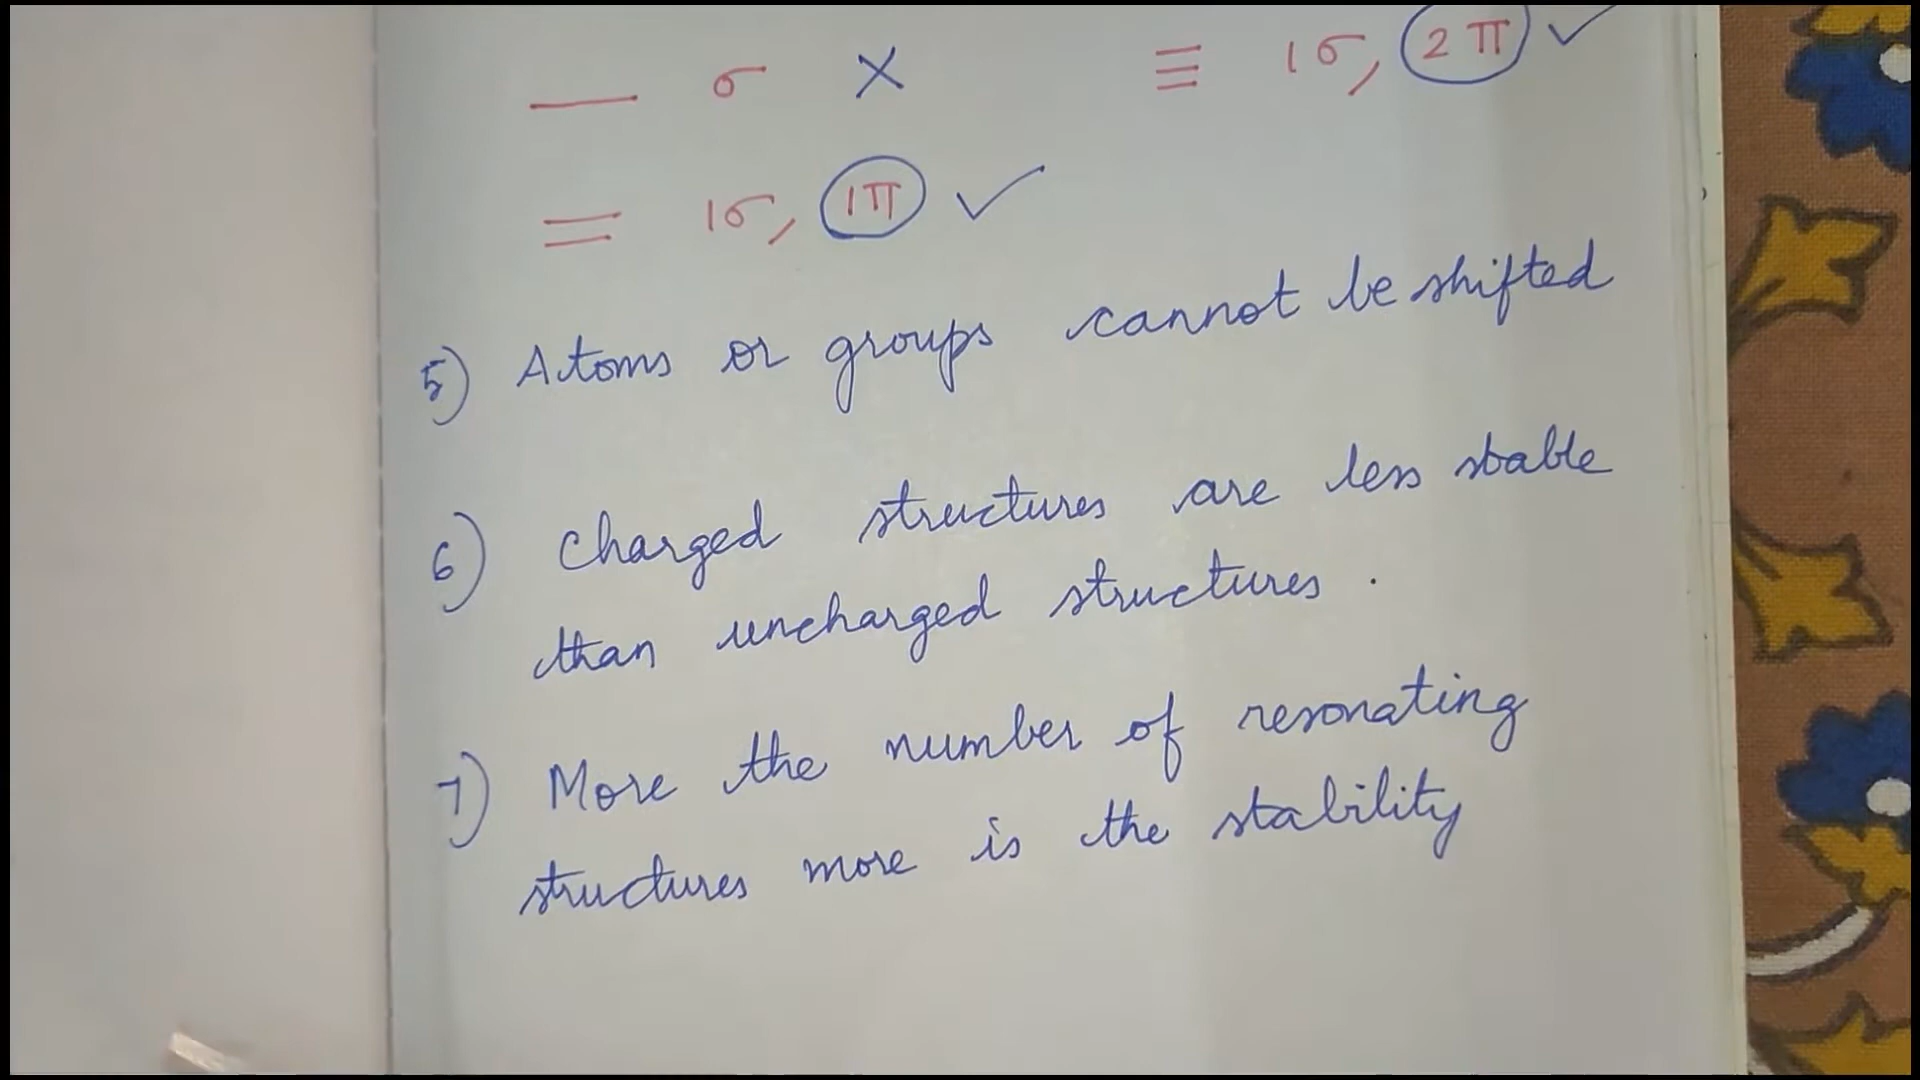 — σ ✗ ≡ 1σ, 2π ✓
= 1σ, 1π ✓
5) Atoms or groups cannot be shifted
6) Charged structures are less stable
than uncharged structures.
7) More the number of resonating
structures more is the stability